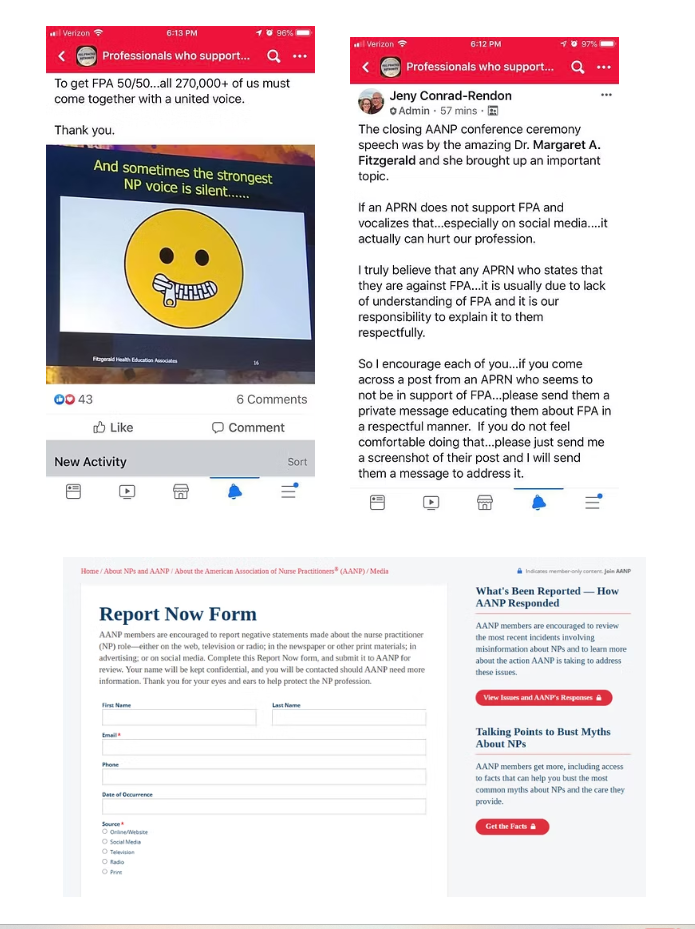 Verizon 6:13 PM 96%
Professionals who support...
To get FPA 50/50...all 270,000+ of us must
come together with a united voice.
Thank you.
And sometimes the strongest
NP voice is silent......
Fitzgerald Health Education Associates
16
43 6 Comments
Like Comment
New Activity Sort
Verizon 6:12 PM 97%
Professionals who support...
Jeny Conrad-Rendon
Admin · 57 mins ·
The closing AANP conference ceremony
speech was by the amazing Dr. Margaret A.
Fitzgerald and she brought up an important
topic.
If an APRN does not support FPA and
vocalizes that...especially on social media....it
actually can hurt our profession.
I truly believe that any APRN who states that
they are against FPA...it is usually due to lack
of understanding of FPA and it is our
responsibility to explain it to them
respectfully.
So I encourage each of you...if you come
across a post from an APRN who seems to
not be in support of FPA...please send them a
private message educating them about FPA in
a respectful manner. If you do not feel
comfortable doing that...please just send me
a screenshot of their post and I will send
them a message to address it.
Home / About NPs and AANP / About the American Association of Nurse Practitioners® (AANP) / Media
Indicates member-only content. Join AANP
Report Now Form
AANP members are encouraged to report negative statements made about the nurse practitioner
(NP) role—either on the web, television or radio; in the newspaper or other print materials; in
advertising; or on social media. Complete this Report Now form, and submit it to AANP for
review. Your name will be kept confidential, and you will be contacted should AANP need more
information. Thank you for your eyes and ears to help protect the NP profession.
First Name Last Name
Email *
Phone
Date of Occurrence
Source *
Online/Website
Social Media
Television
Radio
Print
What's Been Reported — How
AANP Responded
AANP members are encouraged to review
the most recent incidents involving
misinformation about NPs and to learn more
about the action AANP is taking to address
these issues.
View Issues and AANP's Responses
Talking Points to Bust Myths
About NPs
AANP members get more, including access
to facts that can help you bust the most
common myths about NPs and the care they
provide.
Get the Facts